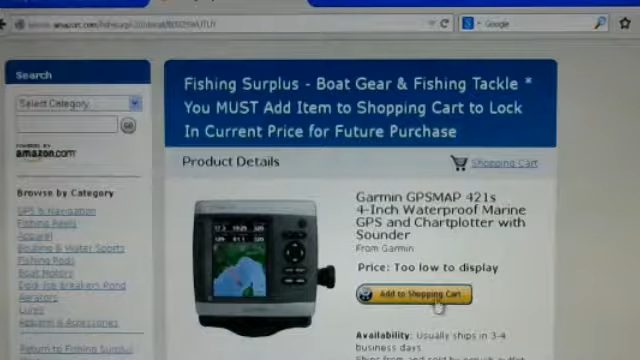 Google
Search
Select Category
GO
POWERED BY
amazon.com
Browse by Category
GPS & Navigation
Fishing Reels
Apparel
Boating & Water Sports
Fishing Rods
Boat Motors
Aerators
Lures
Apparel & Accessories
Return to Fishing Surplus
Fishing Surplus - Boat Gear & Fishing Tackle *
You MUST Add Item to Shopping Cart to Lock
In Current Price for Future Purchase
Product Details
Shopping Cart
Garmin GPSMAP 421s
4-Inch Waterproof Marine
GPS and Chartplotter with
Sounder
From Garmin
Price: Too low to display
Add to Shopping Cart
Availability: Usually ships in 3-4
business days